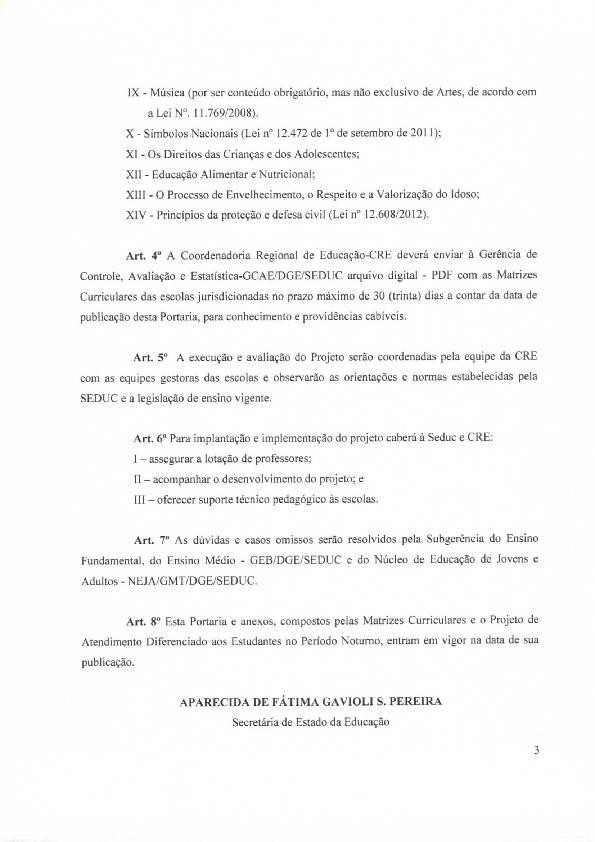 IX - Música (por ser conteúdo obrigatório, mas não exclusivo de Artes, de acordo com
a Lei Nº. 11.769/2008).
X - Símbolos Nacionais (Lei nº 12.472 de 1º de setembro de 2011);
XI - Os Direitos das Crianças e dos Adolescentes;
XII - Educação Alimentar e Nutricional;
XIII - O Processo de Envelhecimento, o Respeito e a Valorização do Idoso;
XIV - Princípios da proteção e defesa civil (Lei nº 12.608/2012).
Art. 4º A Coordenadoria Regional de Educação-CRE deverá enviar à Gerência de
Controle, Avaliação e Estatística-GCAE/DGE/SEDUC arquivo digital - PDF com as Matrizes
Curriculares das escolas jurisdicionadas no prazo máximo de 30 (trinta) dias a contar da data de
publicação desta Portaria, para conhecimento e providências cabíveis.
Art. 5º A execução e avaliação do Projeto serão coordenadas pela equipe da CRE
com as equipes gestoras das escolas e observarão as orientações e normas estabelecidas pela
SEDUC e a legislação de ensino vigente.
Art. 6º Para implantação e implementação do projeto caberá à Seduc e CRE:
I – assegurar a lotação de professores;
II – acompanhar o desenvolvimento do projeto; e
III – oferecer suporte técnico pedagógico às escolas.
Art. 7º As dúvidas e casos omissos serão resolvidos pela Subgerência do Ensino
Fundamental, do Ensino Médio - GEB/DGE/SEDUC e do Núcleo de Educação de Jovens e
Adultos - NEJA/GMT/DGE/SEDUC.
Art. 8º Esta Portaria e anexos, compostos pelas Matrizes Curriculares e o Projeto de
Atendimento Diferenciado aos Estudantes no Período Noturno, entram em vigor na data de sua
publicação.
APARECIDA DE FÁTIMA GAVIOLI S. PEREIRA
Secretária de Estado da Educação
3